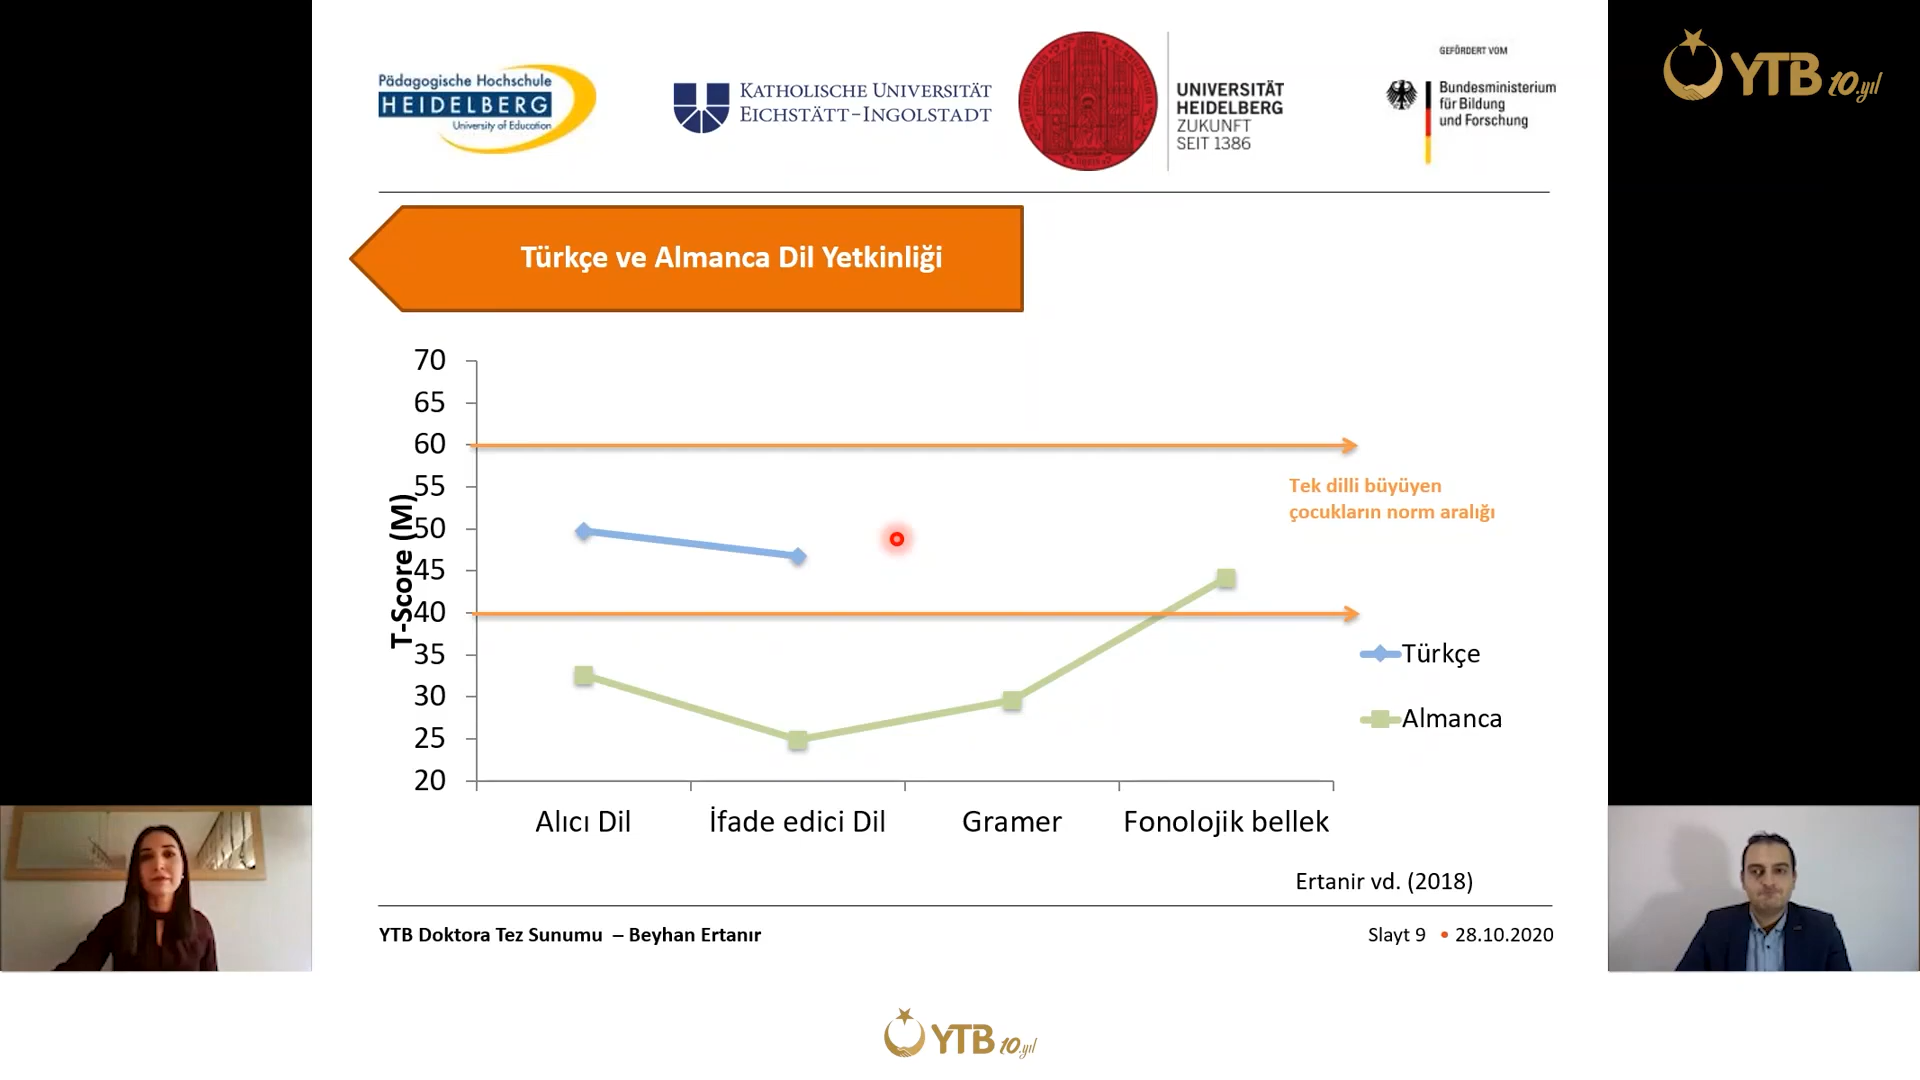 Pädagogische Hochschule
HEIDELBERG
University of Education
KATHOLISCHE UNIVERSITÄT
EICHSTÄTT-INGOLSTADT
UNIVERSITÄT
HEIDELBERG
ZUKUNFT
SEIT 1386
GEFÖRDERT VOM
Bundesministerium
für Bildung
und Forschung
YTB 10.yıl
Türkçe ve Almanca Dil Yetkinliği
T-Score (M)
70
65
60
55
50
45
40
35
30
25
20
Tek dilli büyüyen
çocukların norm aralığı
Türkçe
Almanca
Alıcı Dil İfade edici Dil Gramer Fonolojik bellek
Ertanir vd. (2018)
YTB Doktora Tez Sunumu – Beyhan Ertanır
Slayt 9 • 28.10.2020
YTB 10.yıl